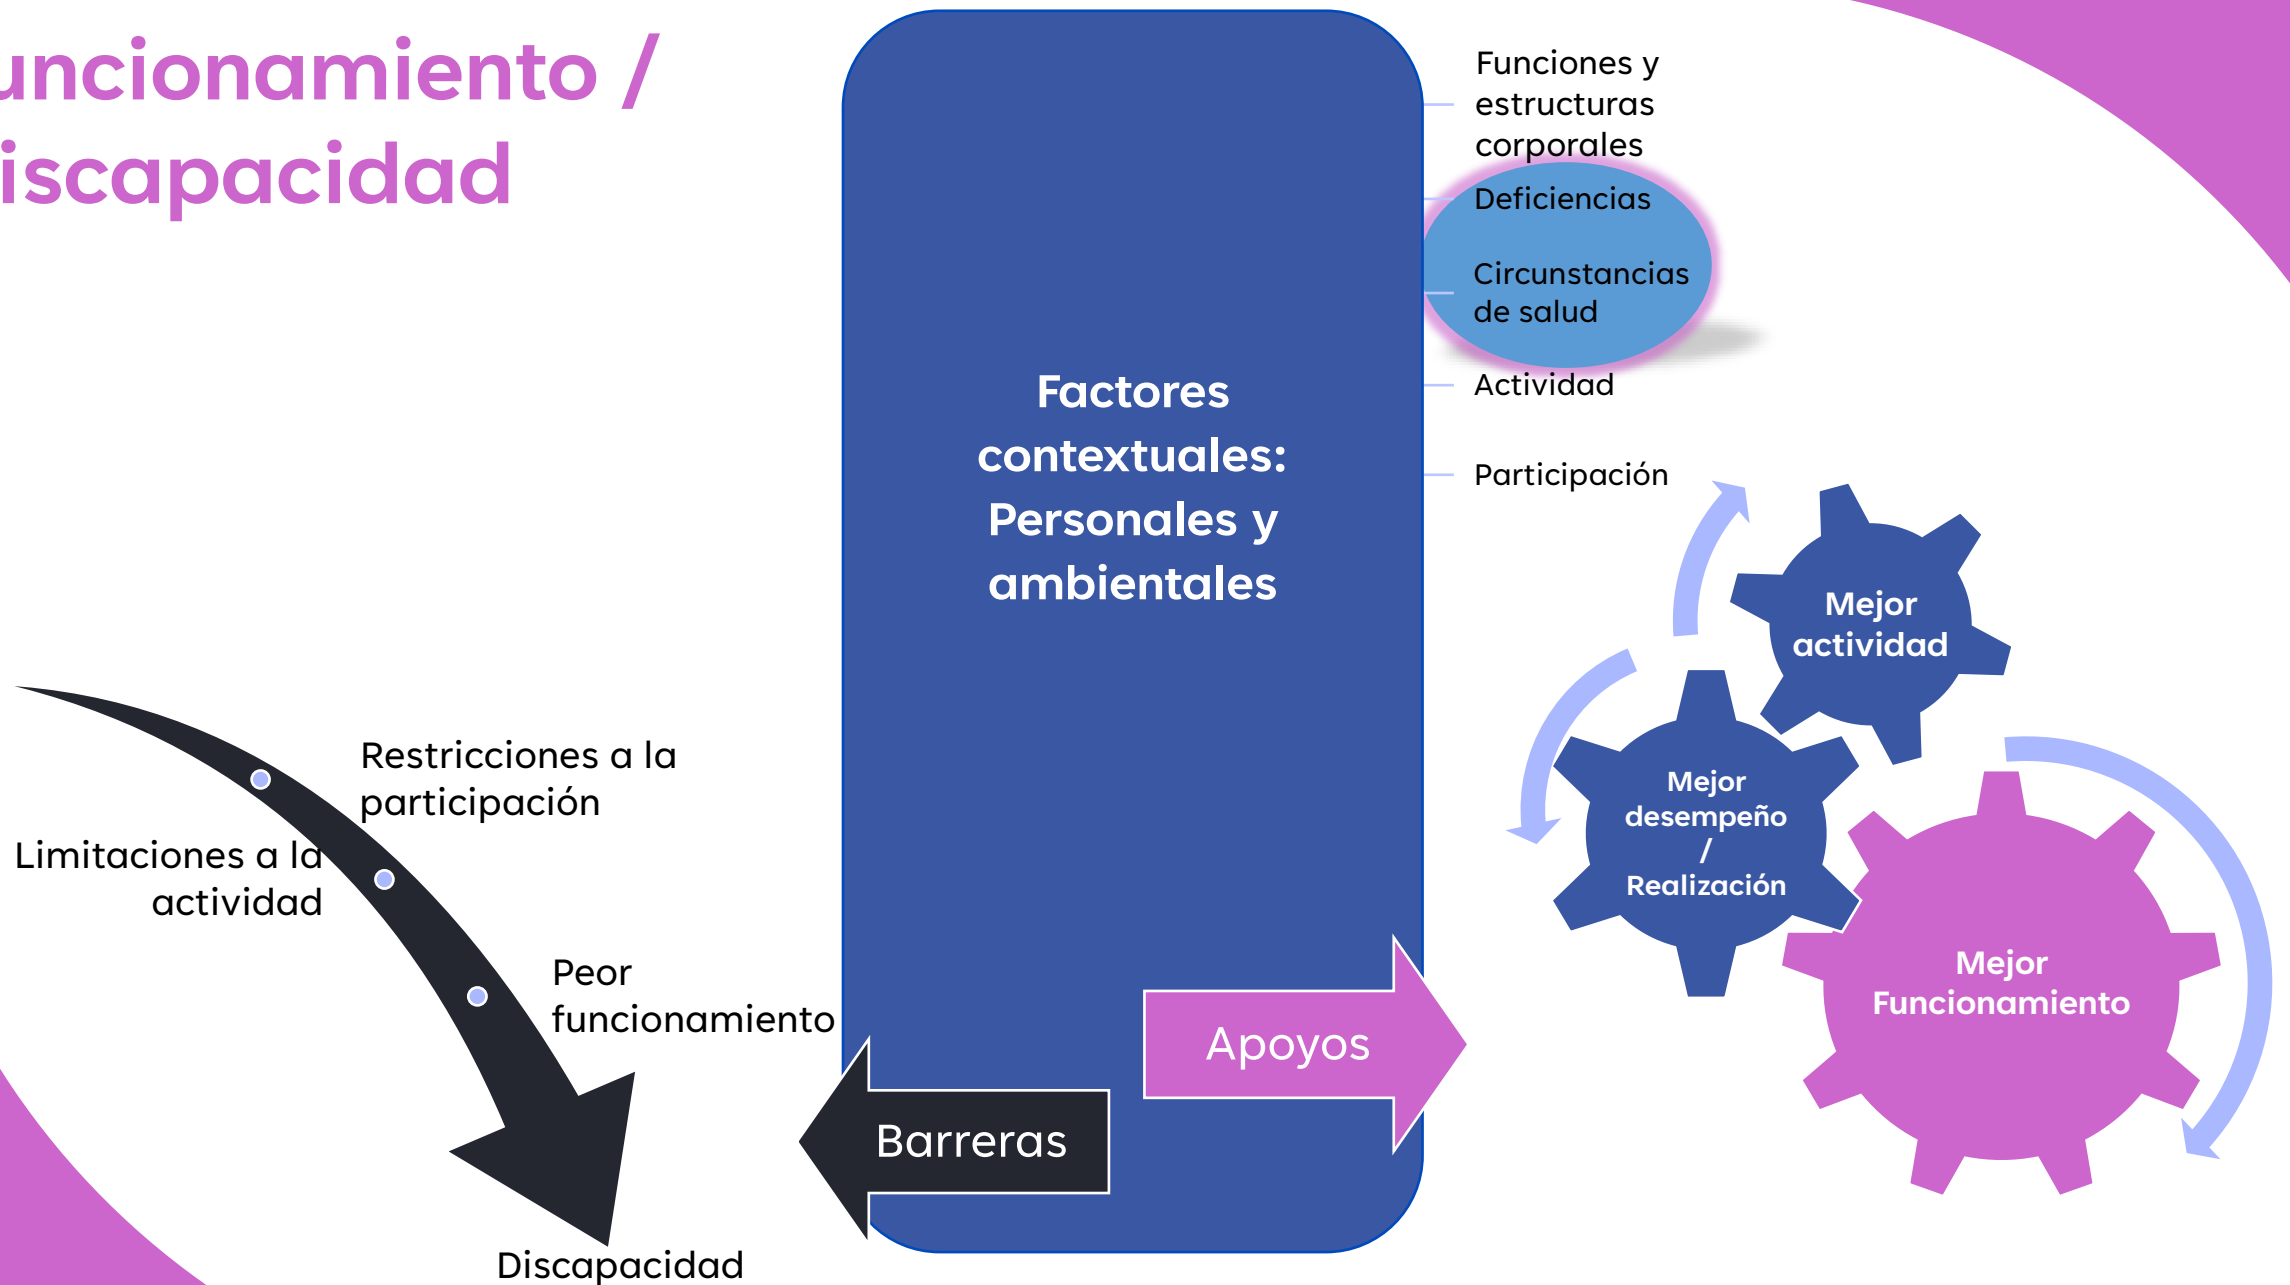 uncionamiento /
iscapacidad
Factores
contextuales:
Personales y
ambientales
Funciones y
estructuras
corporales
Deficiencias
Circunstancias
de salud
Actividad
Participación
Restricciones a la
participación
Limitaciones a la
actividad
Peor
funcionamiento
Discapacidad
Barreras
Apoyos
Mejor
actividad
Mejor
desempeño
/
Realización
Mejor
Funcionamiento